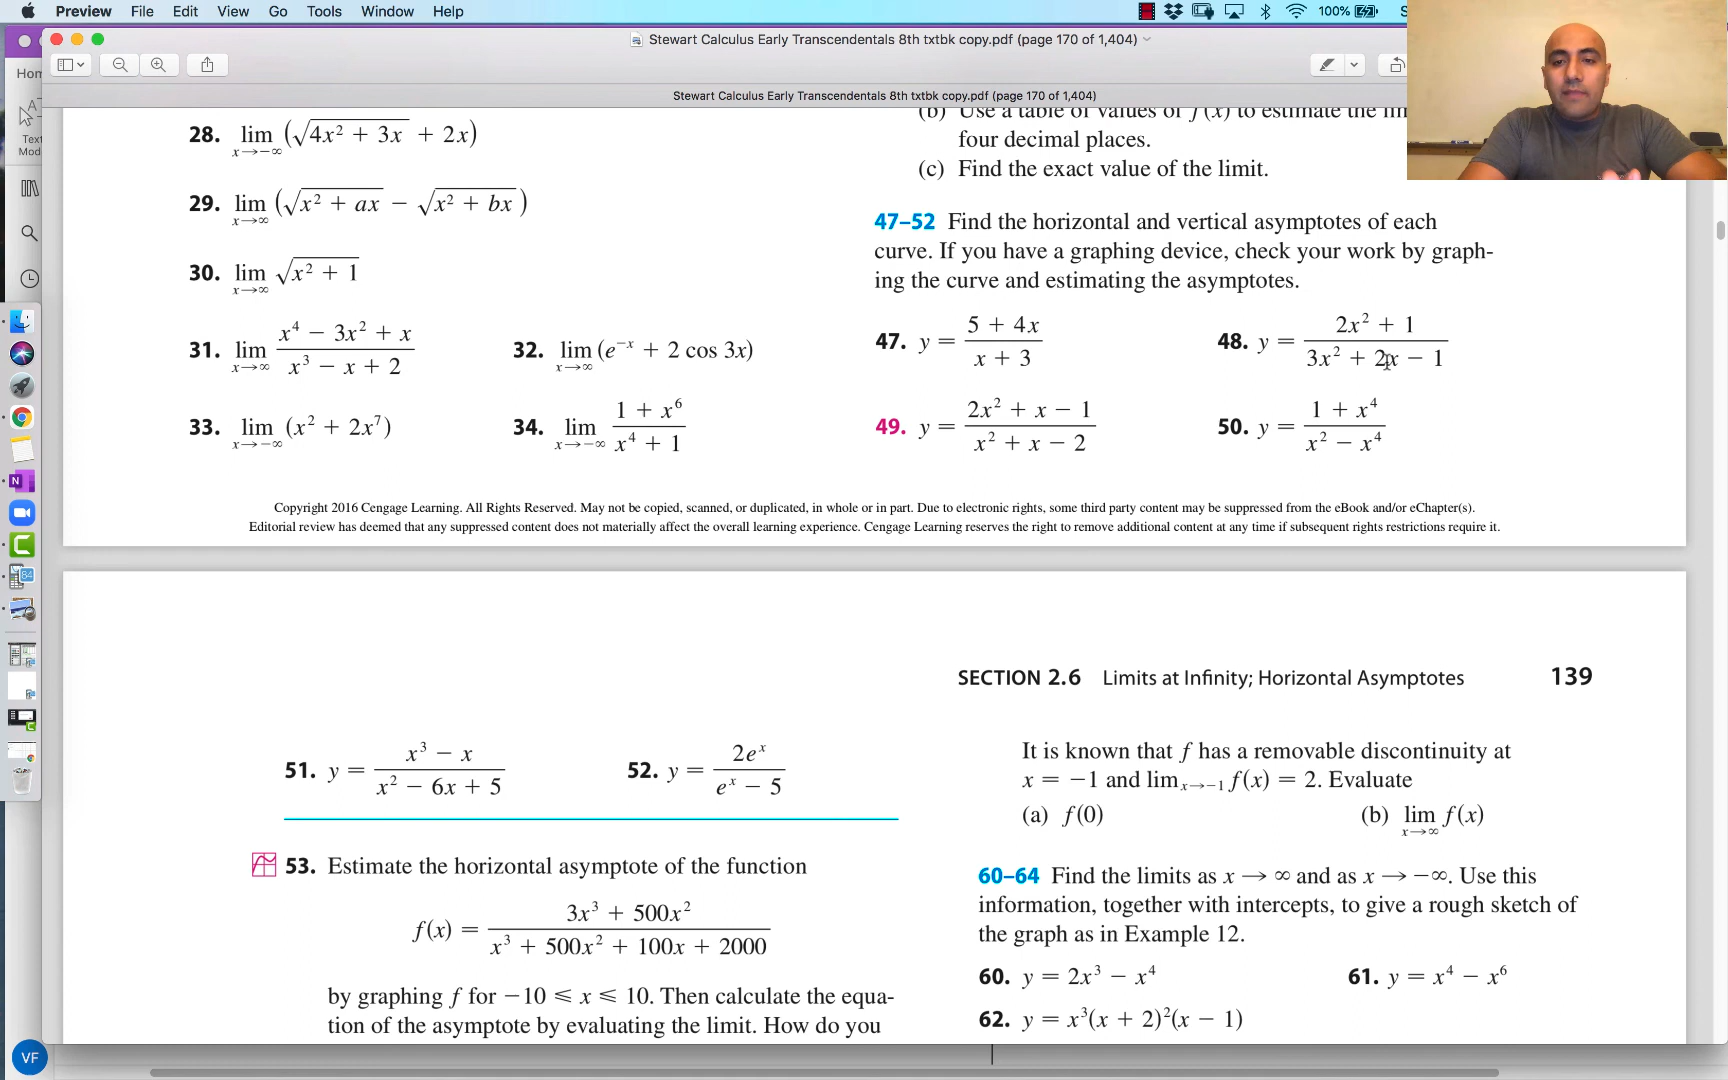 Preview File Edit View Go Tools Window Help 100%
Stewart Calculus Early Transcendentals 8th txtbk copy.pdf (page 170 of 1,404)
Hom
Stewart Calculus Early Transcendentals 8th txtbk copy.pdf (page 170 of 1,404)
Text
Mod
28. lim x→−∞ (√(4x² + 3x) + 2x)
29. lim x→∞ (√(x² + ax) − √(x² + bx))
30. lim x→∞ √(x² + 1)
31. lim x→∞ (x⁴ − 3x² + x)/(x³ − x + 2) 32. lim x→∞ (e⁻ˣ + 2 cos 3x)
33. lim x→−∞ (x² + 2x⁷) 34. lim x→−∞ (1 + x⁶)/(x⁴ + 1)
(b) Use a table of values of f(x) to estimate the
four decimal places.
(c) Find the exact value of the limit.
47–52 Find the horizontal and vertical asymptotes of each
curve. If you have a graphing device, check your work by graph-
ing the curve and estimating the asymptotes.
47. y = (5 + 4x)/(x + 3) 48. y = (2x² + 1)/(3x² + 2x − 1)
49. y = (2x² + x − 1)/(x² + x − 2) 50. y = (1 + x⁴)/(x² − x⁴)
Copyright 2016 Cengage Learning. All Rights Reserved. May not be copied, scanned, or duplicated, in whole or in part. Due to electronic rights, some third party content may be suppressed from the eBook and/or eChapter(s).
Editorial review has deemed that any suppressed content does not materially affect the overall learning experience. Cengage Learning reserves the right to remove additional content at any time if subsequent rights restrictions require it.
SECTION 2.6 Limits at Infinity; Horizontal Asymptotes 139
51. y = (x³ − x)/(x² − 6x + 5) 52. y = 2eˣ/(eˣ − 5)
53. Estimate the horizontal asymptote of the function
f(x) = (3x³ + 500x²)/(x³ + 500x² + 100x + 2000)
by graphing f for −10 ⩽ x ⩽ 10. Then calculate the equa-
tion of the asymptote by evaluating the limit. How do you
It is known that f has a removable discontinuity at
x = −1 and lim x→−1 f(x) = 2. Evaluate
(a) f(0) (b) lim x→∞ f(x)
60–64 Find the limits as x → ∞ and as x → −∞. Use this
information, together with intercepts, to give a rough sketch of
the graph as in Example 12.
60. y = 2x³ − x⁴ 61. y = x⁴ − x⁶
62. y = x³(x + 2)²(x − 1)
VF